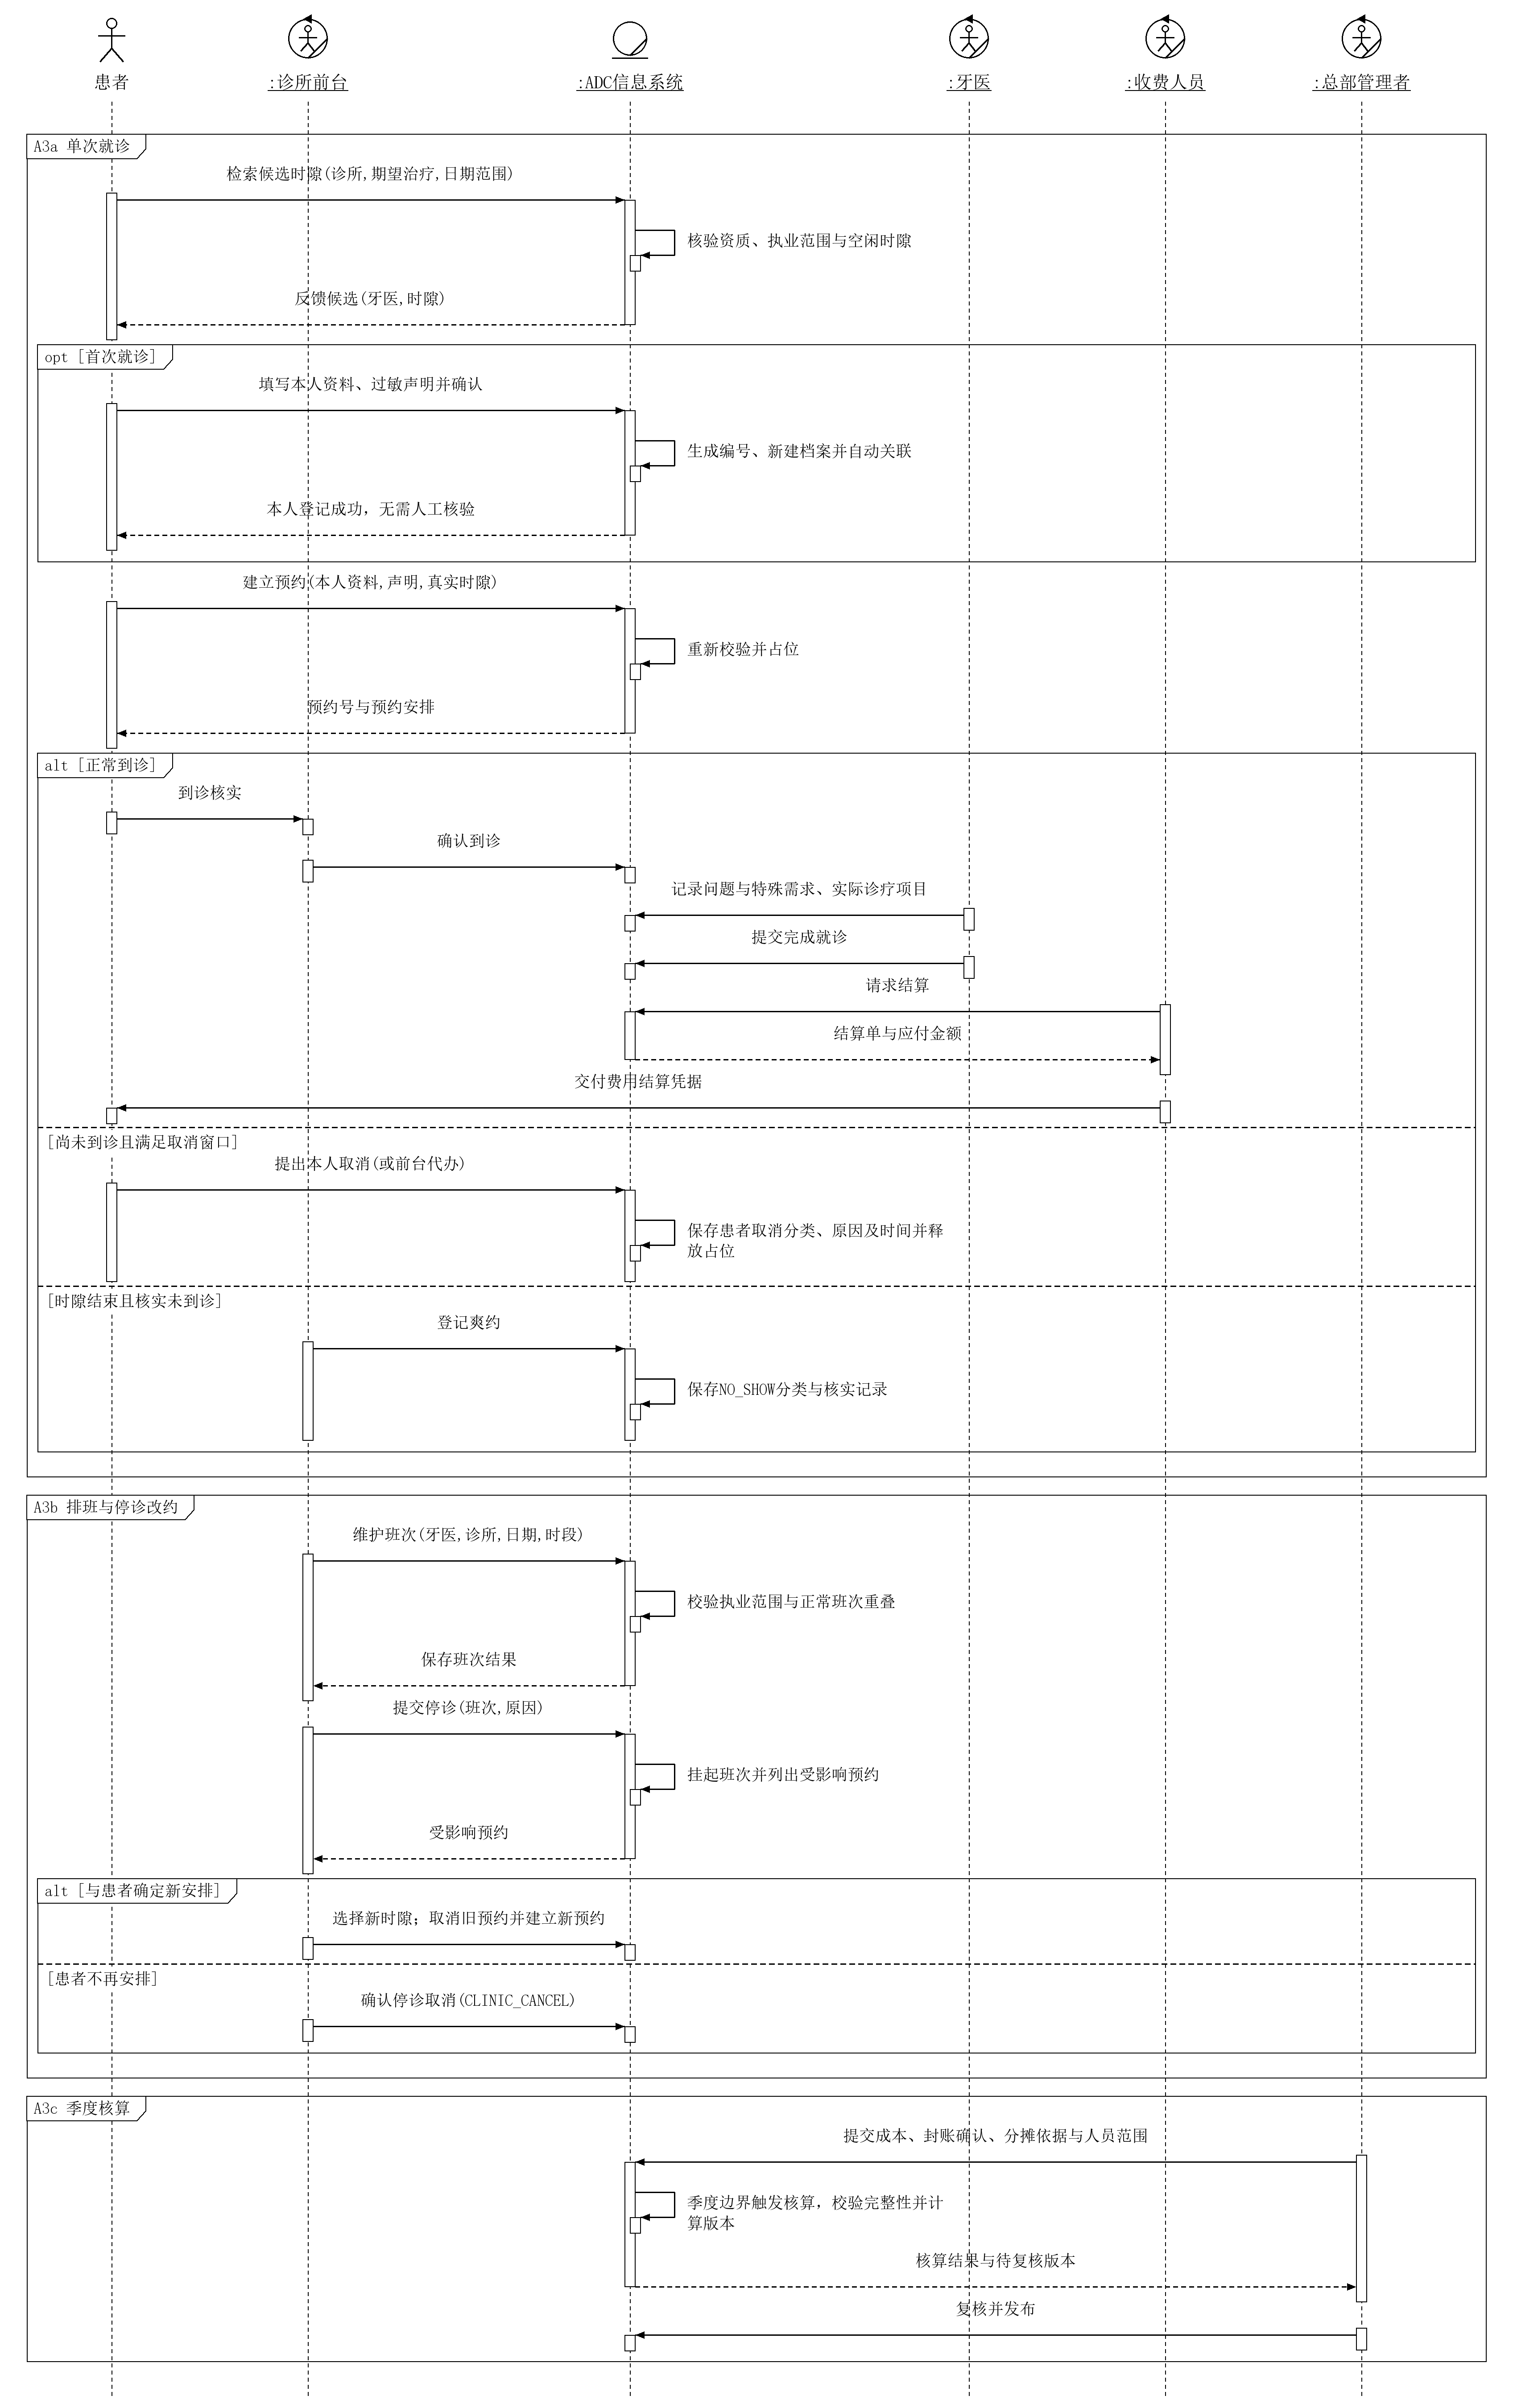 患者
:诊所前台
:ADC信息系统
:牙医
:收费人员
:总部管理者
A3a 单次就诊
检索候选时隙(诊所,期望治疗,日期范围)
核验资质、执业范围与空闲时隙
反馈候选(牙医,时隙)
opt [首次就诊]
填写本人资料、过敏声明并确认
生成编号、新建档案并自动关联
本人登记成功，无需人工核验
建立预约(本人资料,声明,真实时隙)
重新校验并占位
预约号与预约安排
alt [正常到诊]
到诊核实
确认到诊
记录问题与特殊需求、实际诊疗项目
提交完成就诊
请求结算
结算单与应付金额
交付费用结算凭据
[尚未到诊且满足取消窗口]
提出本人取消(或前台代办)
保存患者取消分类、原因及时间并释
放占位
[时隙结束且核实未到诊]
登记爽约
保存NO_SHOW分类与核实记录
A3b 排班与停诊改约
维护班次(牙医,诊所,日期,时段)
校验执业范围与正常班次重叠
保存班次结果
提交停诊(班次,原因)
挂起班次并列出受影响预约
受影响预约
alt [与患者确定新安排]
选择新时隙；取消旧预约并建立新预约
[患者不再安排]
确认停诊取消(CLINIC_CANCEL)
A3c 季度核算
提交成本、封账确认、分摊依据与人员范围
季度边界触发核算，校验完整性并计
算版本
核算结果与待复核版本
复核并发布